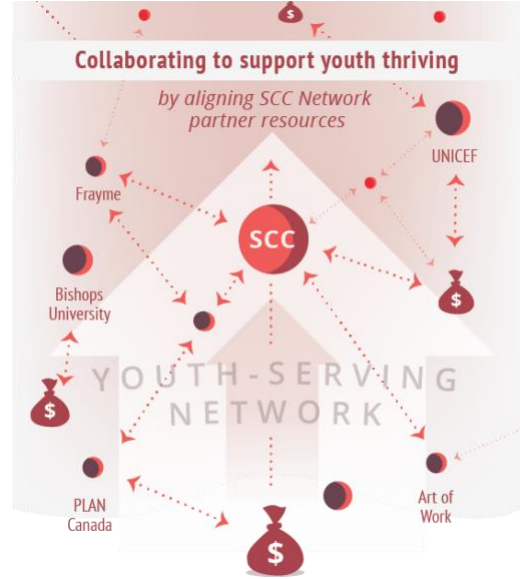 $
Collaborating to support youth thriving
by aligning SCC Network
partner resources
UNICEF
Frayme
SCC
Bishops
University
$
YOUTH-SERVING
NETWORK
$
PLAN
Canada
Art of
Work
$